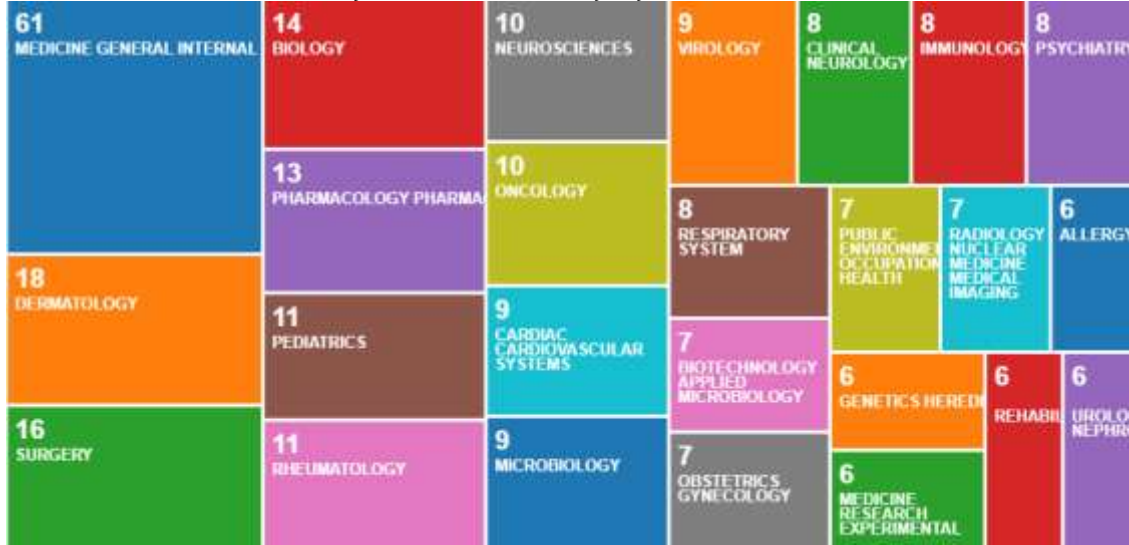 61
MEDICINE GENERAL INTERNAL
18
DERMATOLOGY
16
SURGERY
14
BIOLOGY
13
PHARMACOLOGY PHARMA
11
PEDIATRICS
11
RHEUMATOLOGY
10
NEUROSCIENCES
10
ONCOLOGY
9
CARDIAC
CARDIOVASCULAR
SYSTEMS
9
MICROBIOLOGY
9
VIROLOGY
8
CLINICAL
NEUROLOGY
8
IMMUNOLOGY
8
PSYCHIATRY
8
RESPIRATORY
SYSTEM
7
BIOTECHNOLOGY
APPLIED
MICROBIOLOGY
7
OBSTETRICS
GYNECOLOGY
7
PUBLIC
ENVIRONMEN
OCCUPATION
HEALTH
7
RADIOLOGY
NUCLEAR
MEDICINE
MEDICAL
IMAGING
6
ALLERGY
6
GENETICS HEREDI
6
MEDICINE
RESEARCH
EXPERIMENTAL
6
REHABIL
6
UROLO
NEPHRO